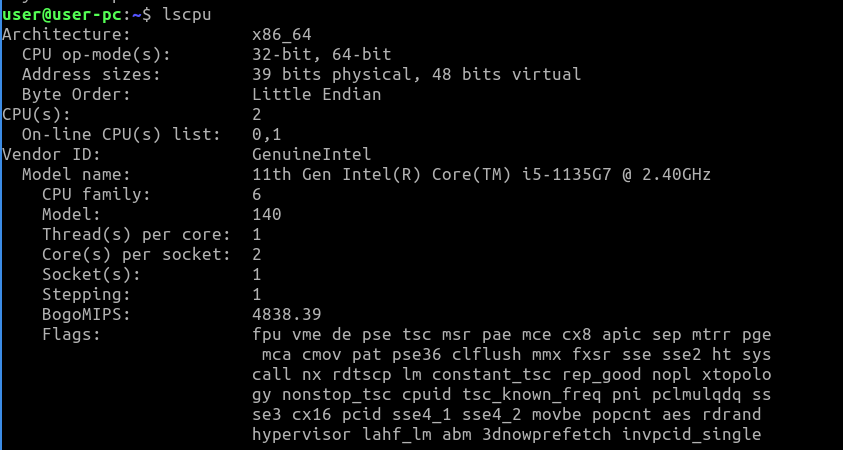 user@user-pc:~$ lscpu
Architecture:            x86_64
  CPU op-mode(s):        32-bit, 64-bit
  Address sizes:         39 bits physical, 48 bits virtual
  Byte Order:            Little Endian
CPU(s):                  2
  On-line CPU(s) list:   0,1
Vendor ID:               GenuineIntel
  Model name:            11th Gen Intel(R) Core(TM) i5-1135G7 @ 2.40GHz
    CPU family:          6
    Model:               140
    Thread(s) per core:  1
    Core(s) per socket:  2
    Socket(s):           1
    Stepping:            1
    BogoMIPS:            4838.39
    Flags:               fpu vme de pse tsc msr pae mce cx8 apic sep mtrr pge
                          mca cmov pat pse36 clflush mmx fxsr sse sse2 ht sys
                         call nx rdtscp lm constant_tsc rep_good nopl xtopolo
                         gy nonstop_tsc cpuid tsc_known_freq pni pclmulqdq ss
                         se3 cx16 pcid sse4_1 sse4_2 movbe popcnt aes rdrand
                         hypervisor lahf_lm abm 3dnowprefetch invpcid_single